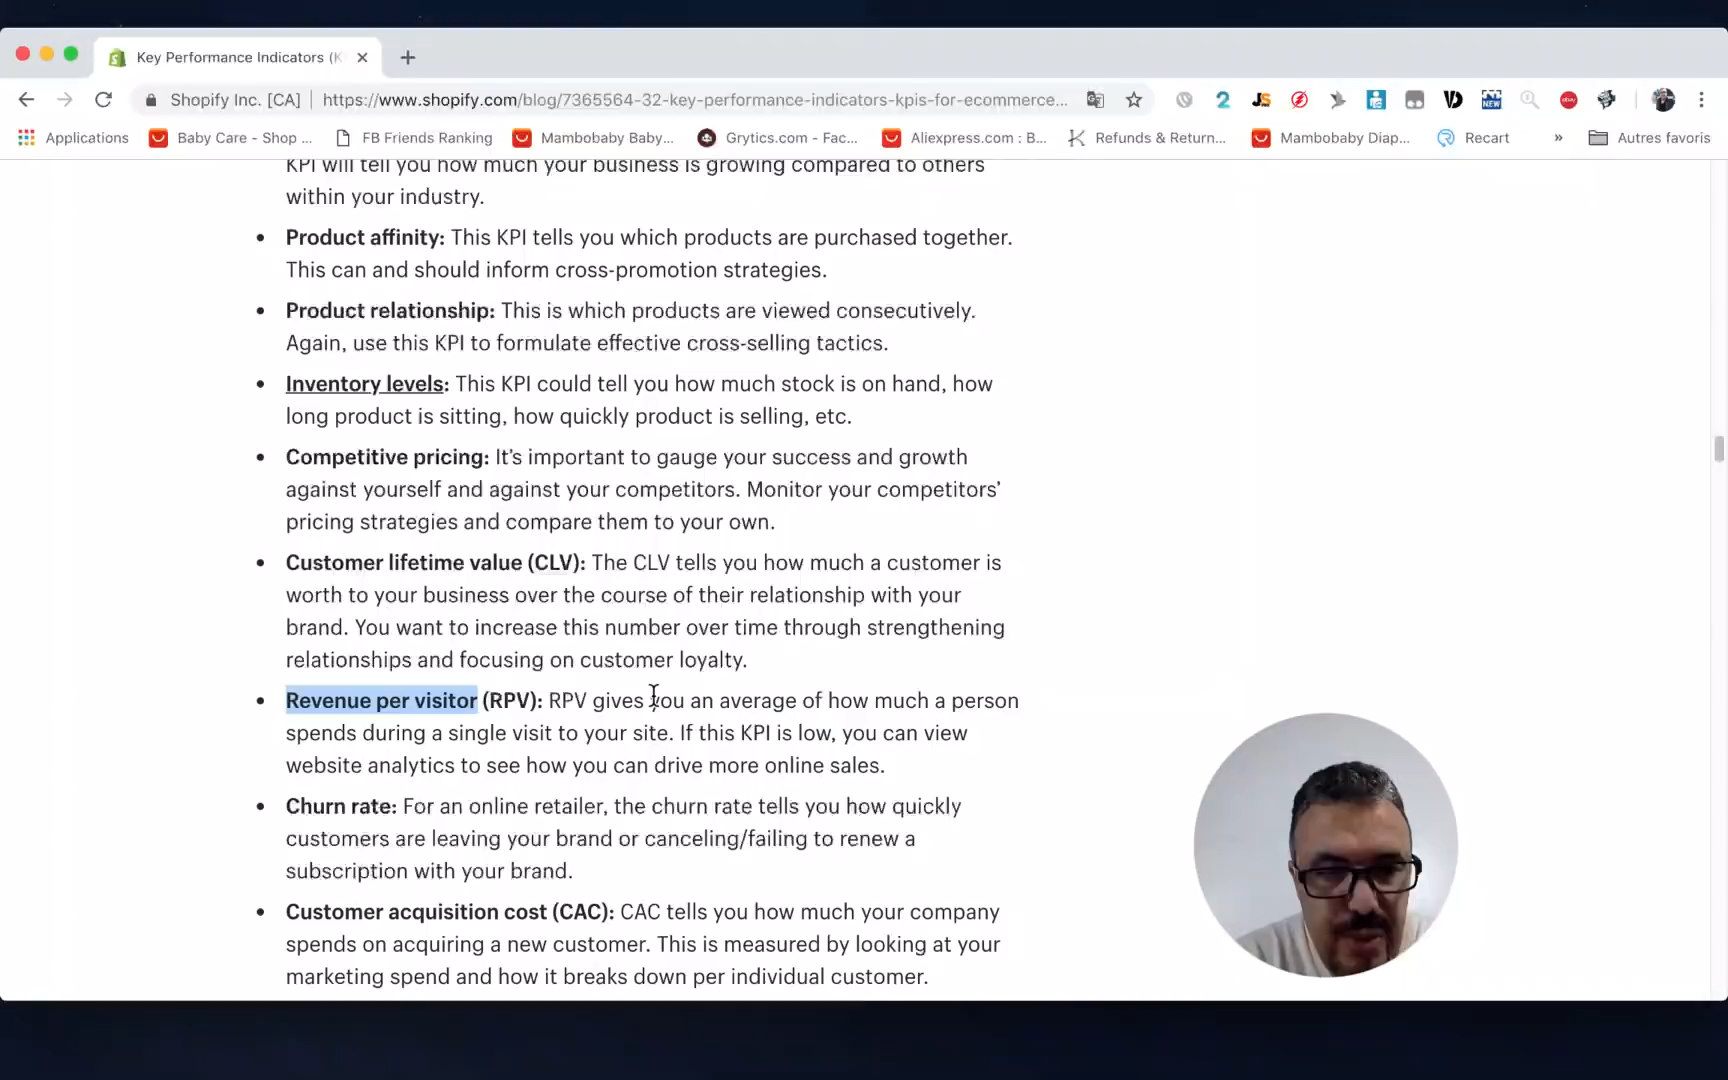 Key Performance Indicators (K
Shopify Inc. [CA] | https://www.shopify.com/blog/7365564-32-key-performance-indicators-kpis-for-ecommerce...
Applications Baby Care - Shop ... FB Friends Ranking Mambobaby Baby... Grytics.com - Fac... Aliexpress.com : B... Refunds & Return... Mambobaby Diap... Recart » Autres favoris
KPI will tell you how much your business is growing compared to others
within your industry.
• Product affinity: This KPI tells you which products are purchased together.
This can and should inform cross-promotion strategies.
• Product relationship: This is which products are viewed consecutively.
Again, use this KPI to formulate effective cross-selling tactics.
• Inventory levels: This KPI could tell you how much stock is on hand, how
long product is sitting, how quickly product is selling, etc.
• Competitive pricing: It’s important to gauge your success and growth
against yourself and against your competitors. Monitor your competitors’
pricing strategies and compare them to your own.
• Customer lifetime value (CLV): The CLV tells you how much a customer is
worth to your business over the course of their relationship with your
brand. You want to increase this number over time through strengthening
relationships and focusing on customer loyalty.
• Revenue per visitor (RPV): RPV gives you an average of how much a person
spends during a single visit to your site. If this KPI is low, you can view
website analytics to see how you can drive more online sales.
• Churn rate: For an online retailer, the churn rate tells you how quickly
customers are leaving your brand or canceling/failing to renew a
subscription with your brand.
• Customer acquisition cost (CAC): CAC tells you how much your company
spends on acquiring a new customer. This is measured by looking at your
marketing spend and how it breaks down per individual customer.